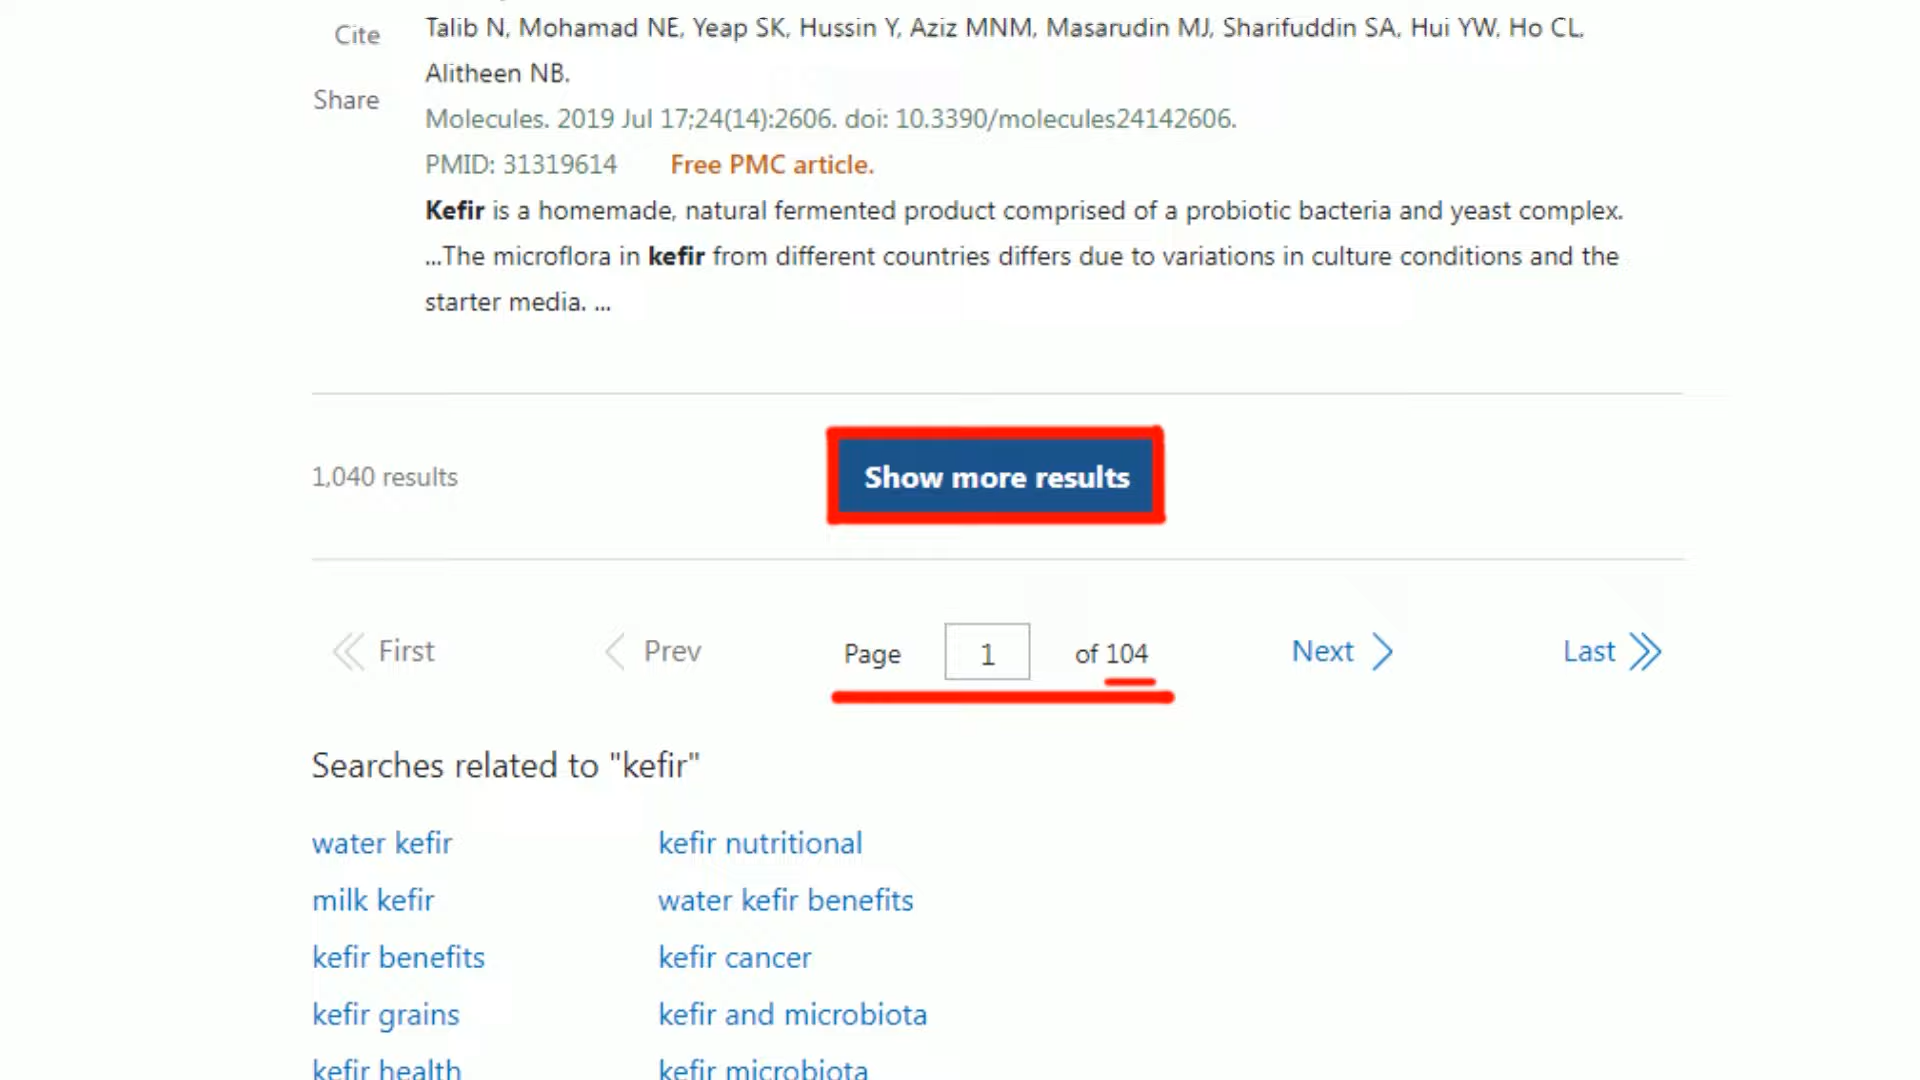 Cite
Share
Talib N, Mohamad NE, Yeap SK, Hussin Y, Aziz MNM, Masarudin MJ, Sharifuddin SA, Hui YW, Ho CL,
Alitheen NB.
Molecules. 2019 Jul 17;24(14):2606. doi: 10.3390/molecules24142606.
PMID: 31319614 Free PMC article.
Kefir is a homemade, natural fermented product comprised of a probiotic bacteria and yeast complex.
...The microflora in kefir from different countries differs due to variations in culture conditions and the
starter media. ...
1,040 results
Show more results
First Prev Page 1 of 104 Next Last
Searches related to "kefir"
water kefir
milk kefir
kefir benefits
kefir grains
kefir health
kefir nutritional
water kefir benefits
kefir cancer
kefir and microbiota
kefir microbiota